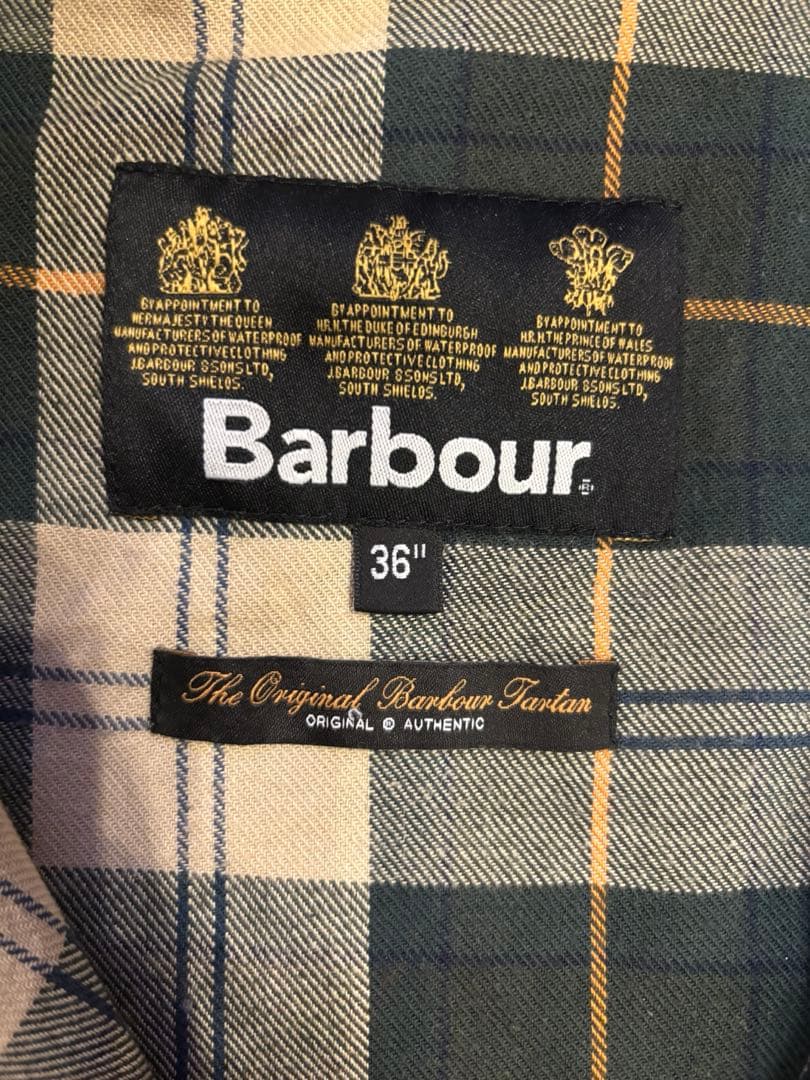 BY APPOINTMENT TO
HER MAJESTY THE QUEEN
MANUFACTURERS OF WATERPROOF
AND PROTECTIVE CLOTHING
J.BARBOUR & SONS LTD,
SOUTH SHIELDS.
BY APPOINTMENT TO
H.R.H. THE DUKE OF EDINBURGH
MANUFACTURERS OF WATERPROOF
AND PROTECTIVE CLOTHING
J.BARBOUR & SONS LTD,
SOUTH SHIELDS.
BY APPOINTMENT TO
H.R.H. THE PRINCE OF WALES
MANUFACTURERS OF WATERPROOF
AND PROTECTIVE CLOTHING
J.BARBOUR & SONS LTD,
SOUTH SHIELDS.
Barbour®
36"
The Original Barbour Tartan
ORIGINAL @ AUTHENTIC